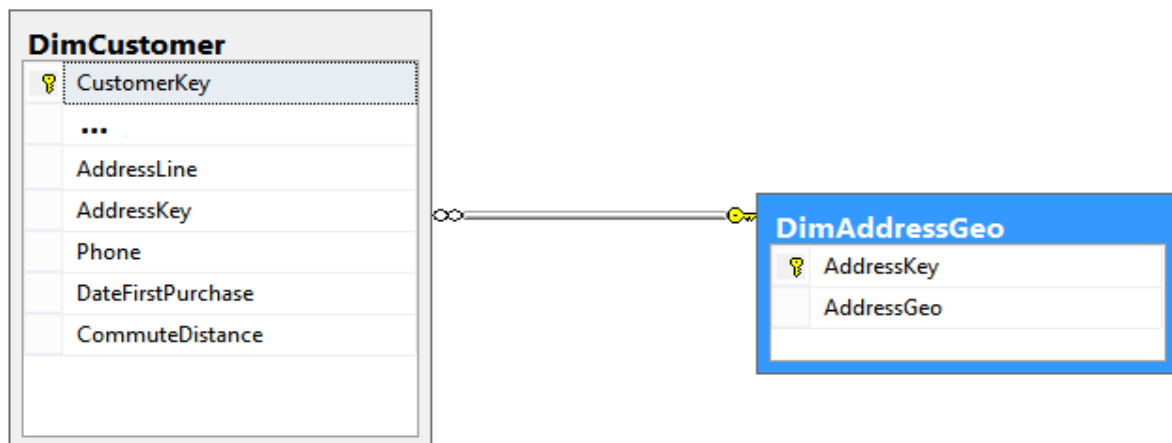 DimCustomer
CustomerKey
...
AddressLine
AddressKey
Phone
DateFirstPurchase
CommuteDistance
DimAddressGeo
AddressKey
AddressGeo